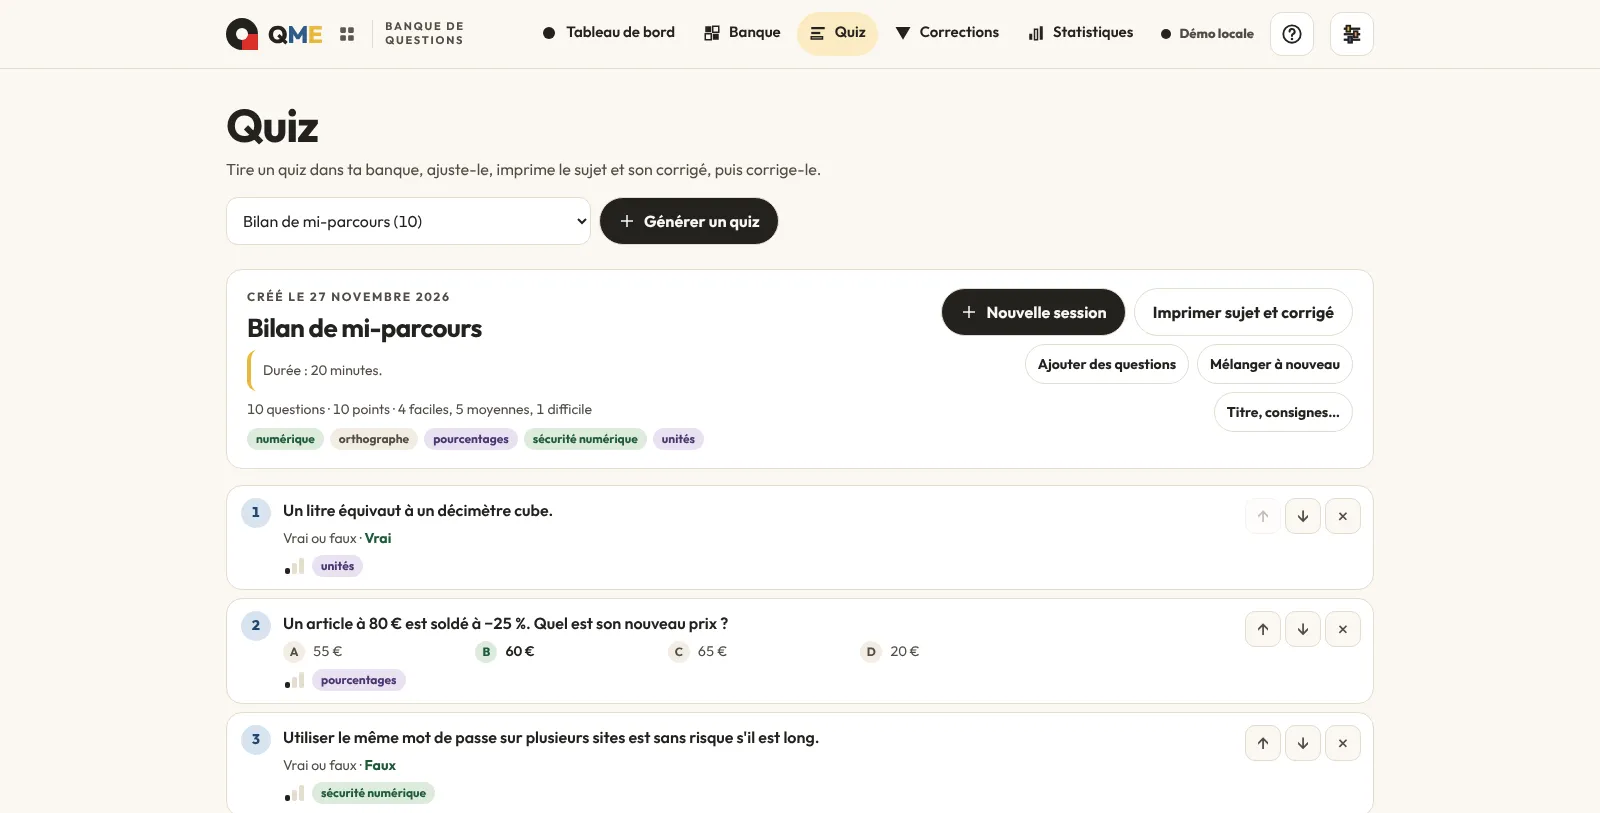 QME
BANQUE DE
QUESTIONS
Tableau de bord
Banque
Quiz
Corrections
Statistiques
Démo locale
Quiz
Tire un quiz dans ta banque, ajuste-le, imprime le sujet et son corrigé, puis corrige-le.
Bilan de mi-parcours (10)
+ Générer un quiz
CRÉÉ LE 27 NOVEMBRE 2026
Bilan de mi-parcours
Durée : 20 minutes.
10 questions · 10 points · 4 faciles, 5 moyennes, 1 difficile
numérique orthographe pourcentages sécurité numérique unités
+ Nouvelle session
Imprimer sujet et corrigé
Ajouter des questions
Mélanger à nouveau
Titre, consignes...
1 Un litre équivaut à un décimètre cube.
Vrai ou faux · Vrai
unités
2 Un article à 80 € est soldé à −25 %. Quel est son nouveau prix ?
A 55 € B 60 € C 65 € D 20 €
pourcentages
3 Utiliser le même mot de passe sur plusieurs sites est sans risque s'il est long.
Vrai ou faux · Faux
sécurité numérique